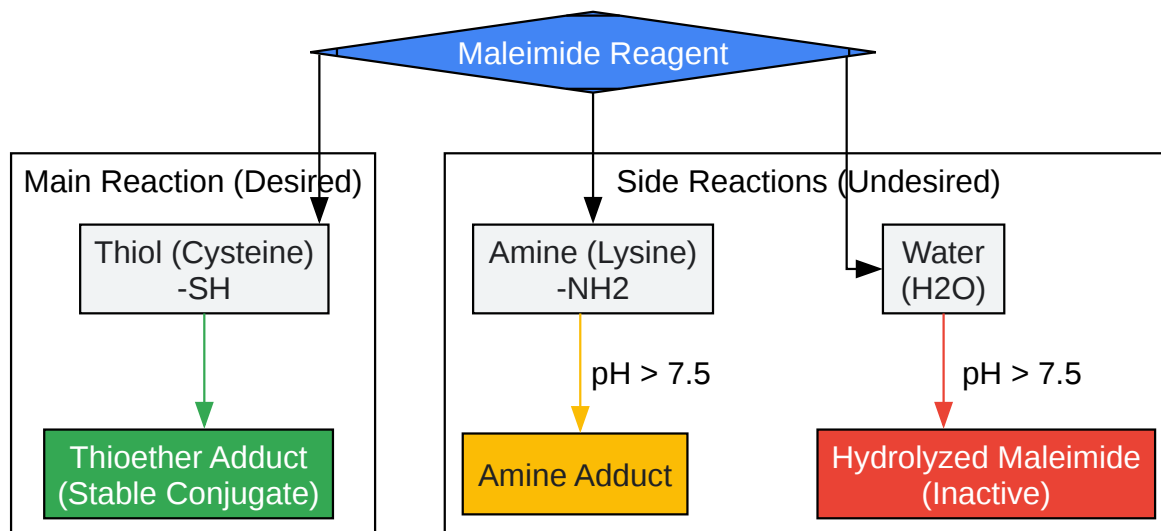 Maleimide Reagent
Main Reaction (Desired)
Side Reactions (Undesired)
Thiol (Cysteine)
-SH
Amine (Lysine)
-NH2
Water
(H2O)
pH > 7.5
pH > 7.5
Thioether Adduct
(Stable Conjugate)
Amine Adduct
Hydrolyzed Maleimide
(Inactive)